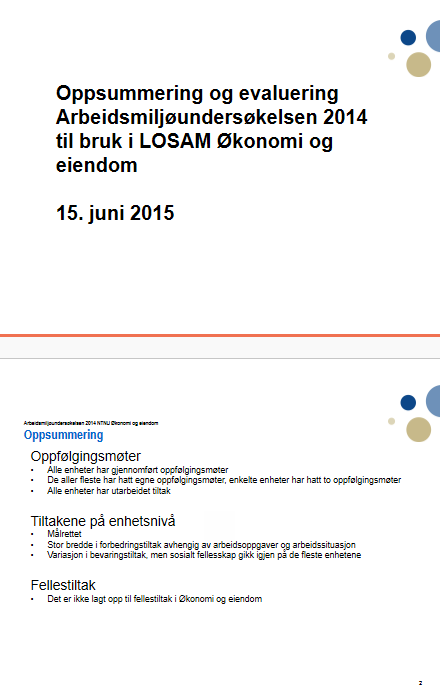 Oppsummering og evaluering
Arbeidsmiljøundersøkelsen 2014
til bruk i LOSAM Økonomi og
eiendom
15. juni 2015
Arbeidsmiljøundersøkelsen 2014 NTNU Økonomi og eiendom
Oppsummering
Oppfølgingsmøter
• Alle enheter har gjennomført oppfølgingsmøter
• De aller fleste har hatt egne oppfølgingsmøter, enkelte enheter har hatt to oppfølgingsmøter
• Alle enheter har utarbeidet tiltak
Tiltakene på enhetsnivå
• Målrettet
• Stor bredde i forbedringstiltak avhengig av arbeidsoppgaver og arbeidssituasjon
• Variasjon i bevaringstiltak, men sosialt fellesskap gikk igjen på de fleste enhetene
Fellestiltak
• Det er ikke lagt opp til fellestiltak i Økonomi og eiendom
2